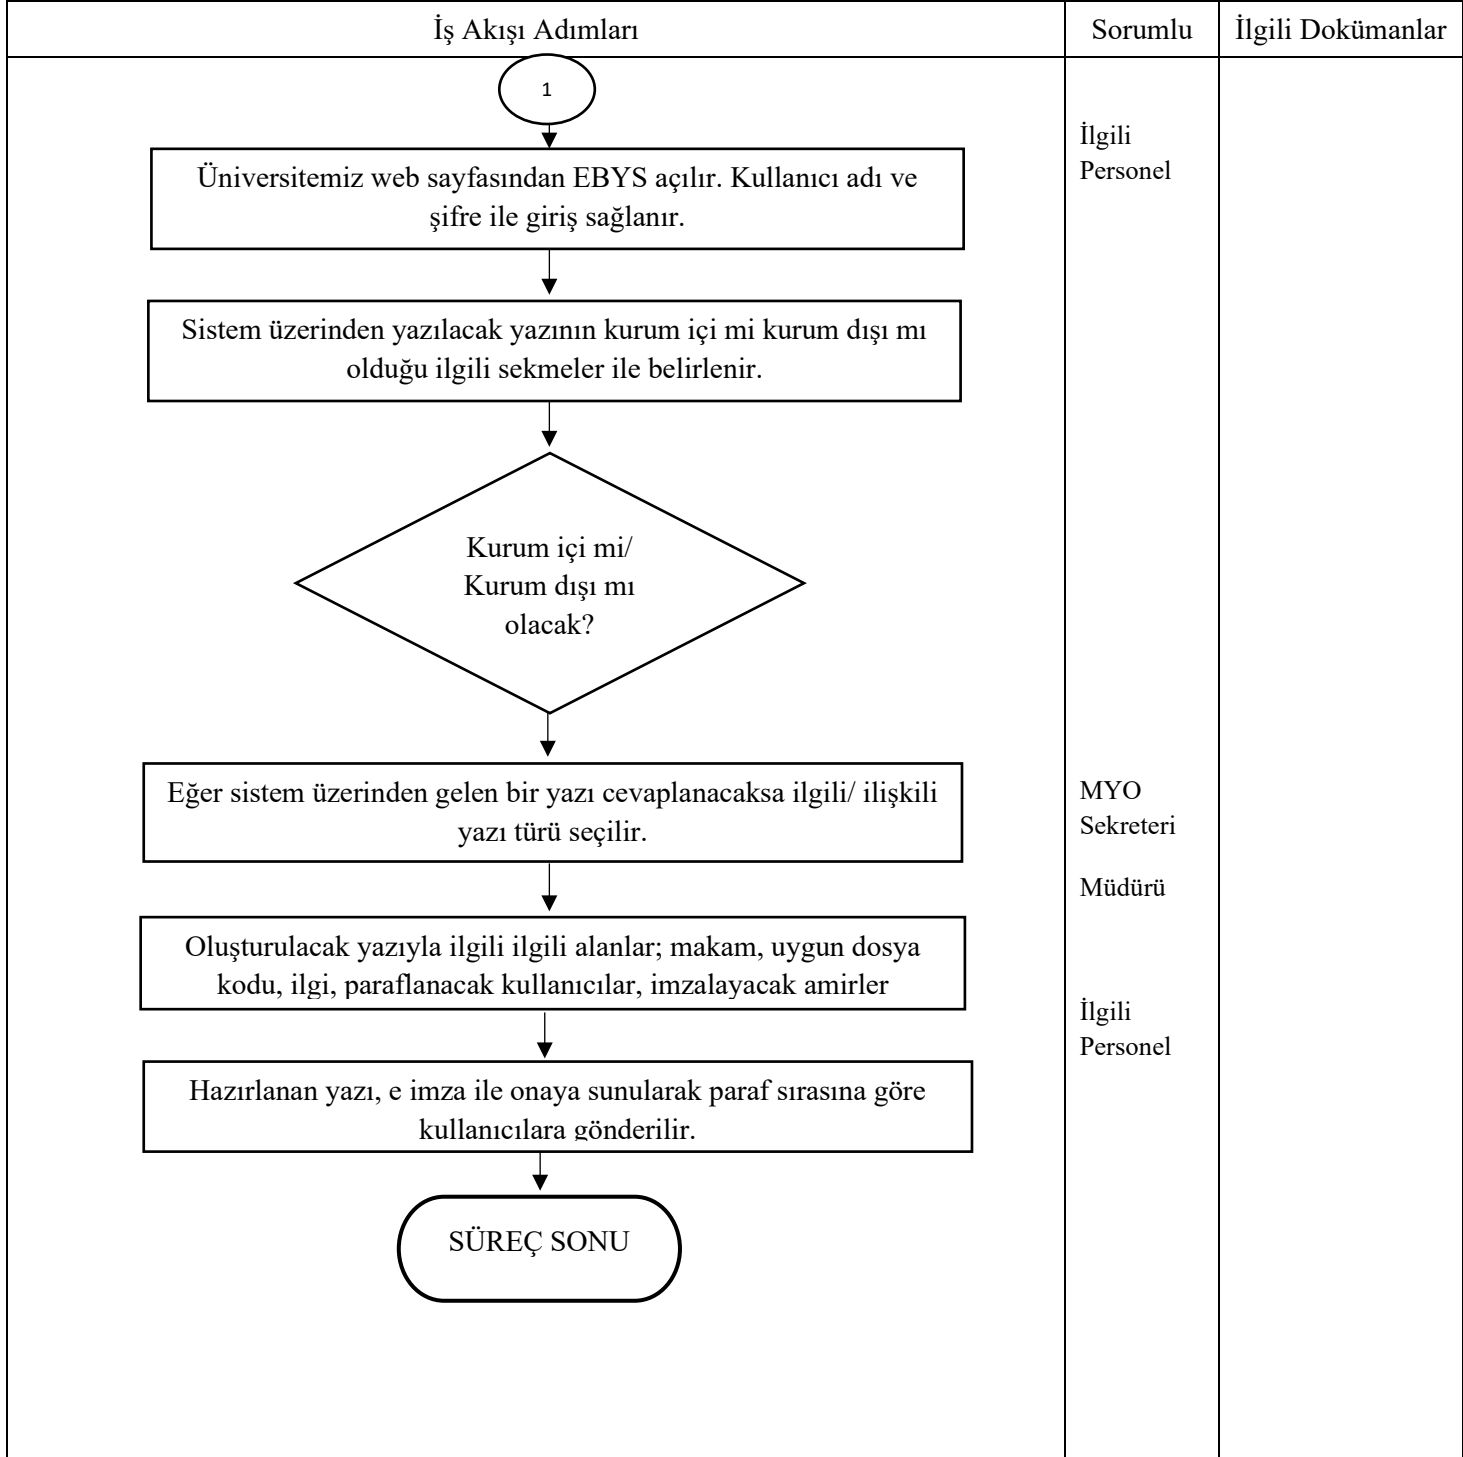 İş Akışı Adımları
Sorumlu
İlgili Dokümanlar
1
İlgili
Personel
Üniversitemiz web sayfasından EBYS açılır. Kullanıcı adı ve
şifre ile giriş sağlanır.
Sistem üzerinden yazılacak yazının kurum içi mi kurum dışı mı
olduğu ilgili sekmeler ile belirlenir.
Kurum içi mi/
Kurum dışı mı
olacak?
Eğer sistem üzerinden gelen bir yazı cevaplanacaksa ilgili/ ilişkili
yazı türü seçilir.
MYO
Sekreteri
Müdürü
Oluşturulacak yazıyla ilgili ilgili alanlar; makam, uygun dosya
kodu, ilgi, paraflanacak kullanıcılar, imzalayacak amirler
İlgili
Personel
Hazırlanan yazı, e imza ile onaya sunularak paraf sırasına göre
kullanıcılara gönderilir.
SÜREÇ SONU